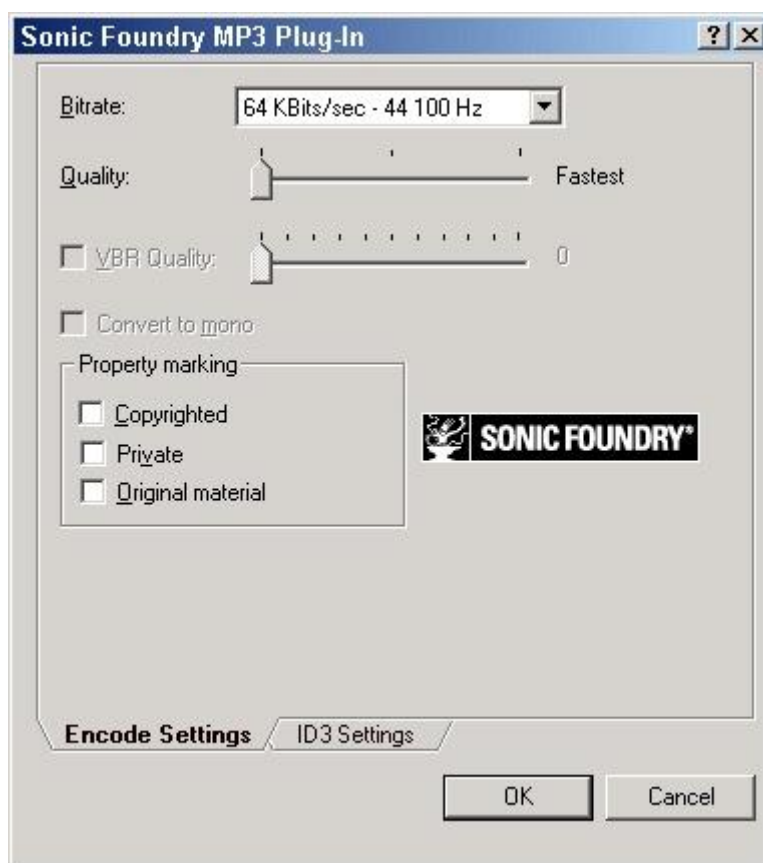 Sonic Foundry MP3 Plug-In
Bitrate: 64 KBits/sec - 44 100 Hz
Quality: Fastest
VBR Quality: 0
Convert to mono
Property marking
Copyrighted
SONIC FOUNDRY®
Private
Original material
Encode Settings ID3 Settings
OK Cancel